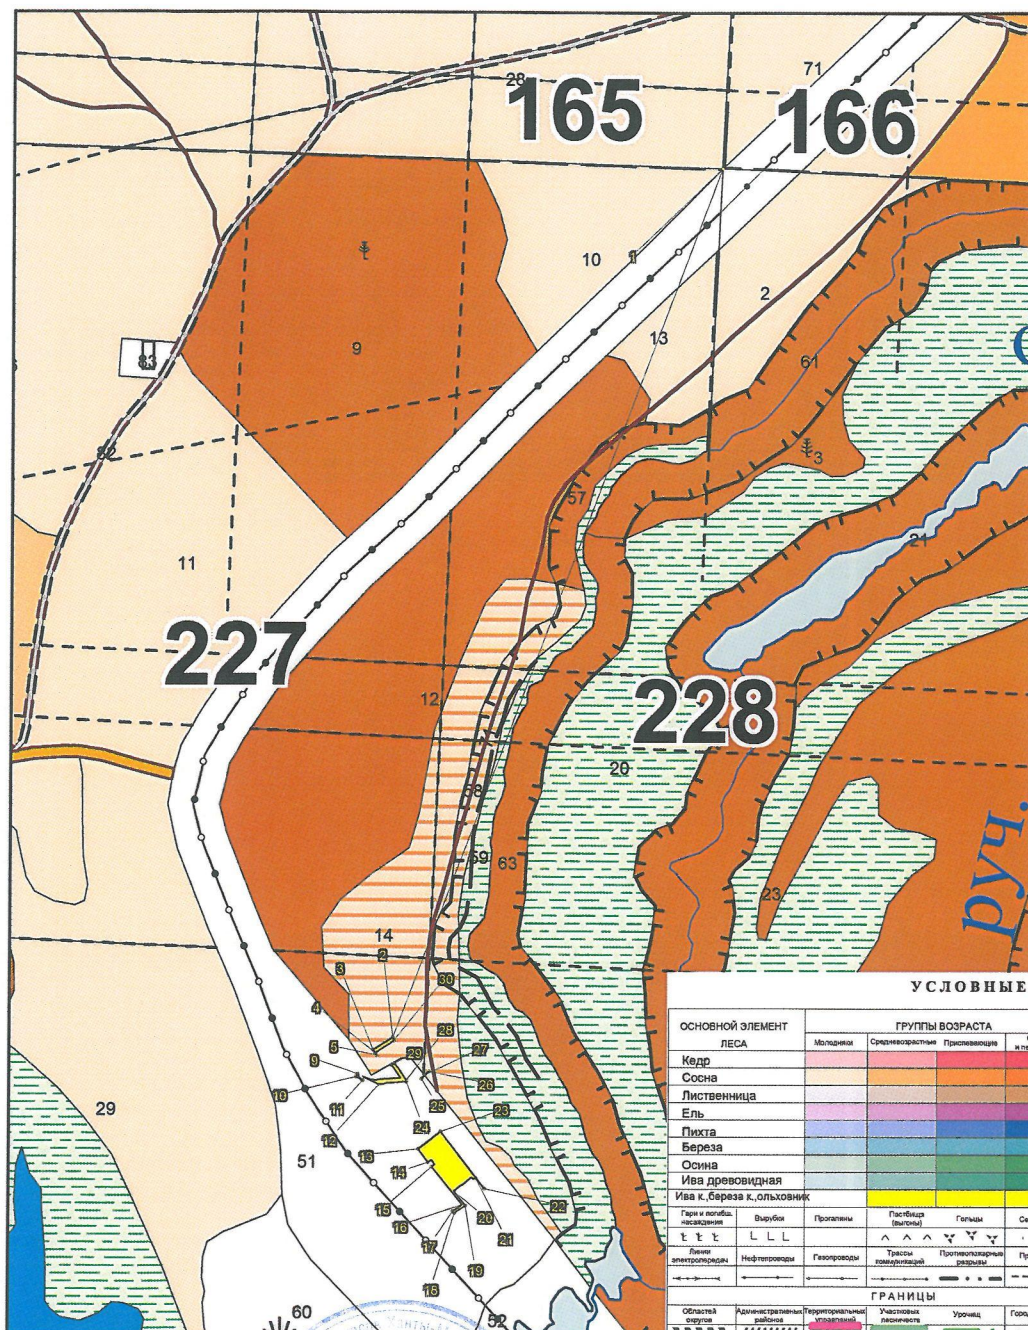 28
71
165
166
10
1
2
13
9
83
61
3
82
57
21
11
227
12
228
20
58
59
63
23
руч.
14
2
3
30
4
28
5
29
27
9
26
10
11
25
29
24
23
12
13
51
14
15
22
20
16
21
17
19
18
60
52
УСЛОВНЫЕ
ОСНОВНОЙ ЭЛЕМЕНТ ЛЕСА
ГРУППЫ ВОЗРАСТА
Молодняки
Средневозрастные
Приспевающие
Кедр
Сосна
Лиственница
Ель
Пихта
Береза
Осина
Ива древовидная
Ива к.,береза к.,ольховник
Гари и погибш. насаждения
Вырубки
Прогалины
Пастбища (выгоны)
Гольцы
Линии электропередач
Нефтепроводы
Газопроводы
Трассы коммуникаций
Противопожарные разрывы
ГРАНИЦЫ
Областей округов
Административных районов
Территориальных управлений
Участковых лесничеств
Урочищ